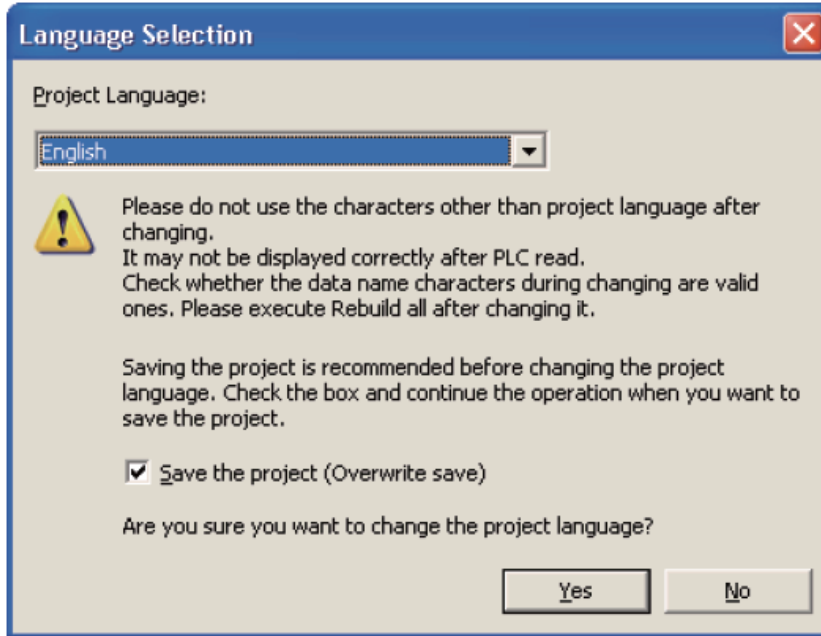 Language Selection
Project Language:
English
Please do not use the characters other than project language after
changing.
It may not be displayed correctly after PLC read.
Check whether the data name characters during changing are valid
ones. Please execute Rebuild all after changing it.
Saving the project is recommended before changing the project
language. Check the box and continue the operation when you want to
save the project.
Save the project (Overwrite save)
Are you sure you want to change the project language?
Yes
No